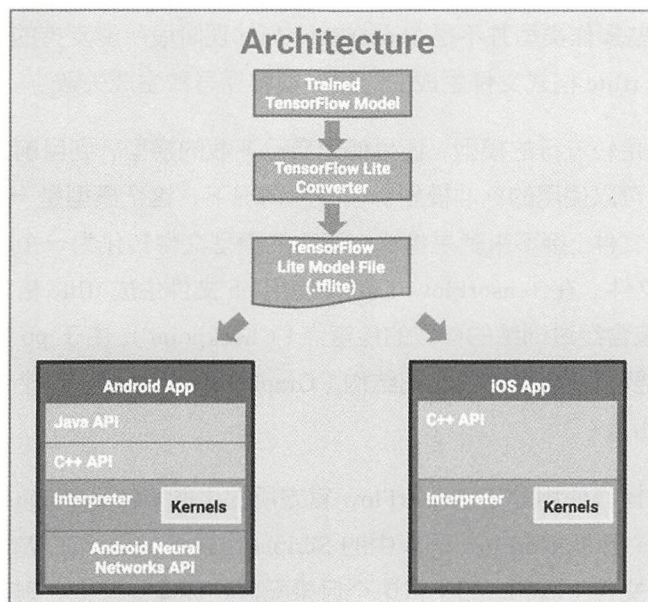 Architecture
Trained
TensorFlow Model
TensorFlow Lite
Converter
TensorFlow
Lite Model File
(.tflite)
Android App
Java API
C++ API
Interpreter
Kernels
Android Neural
Networks API
iOS App
C++ API
Interpreter
Kernels